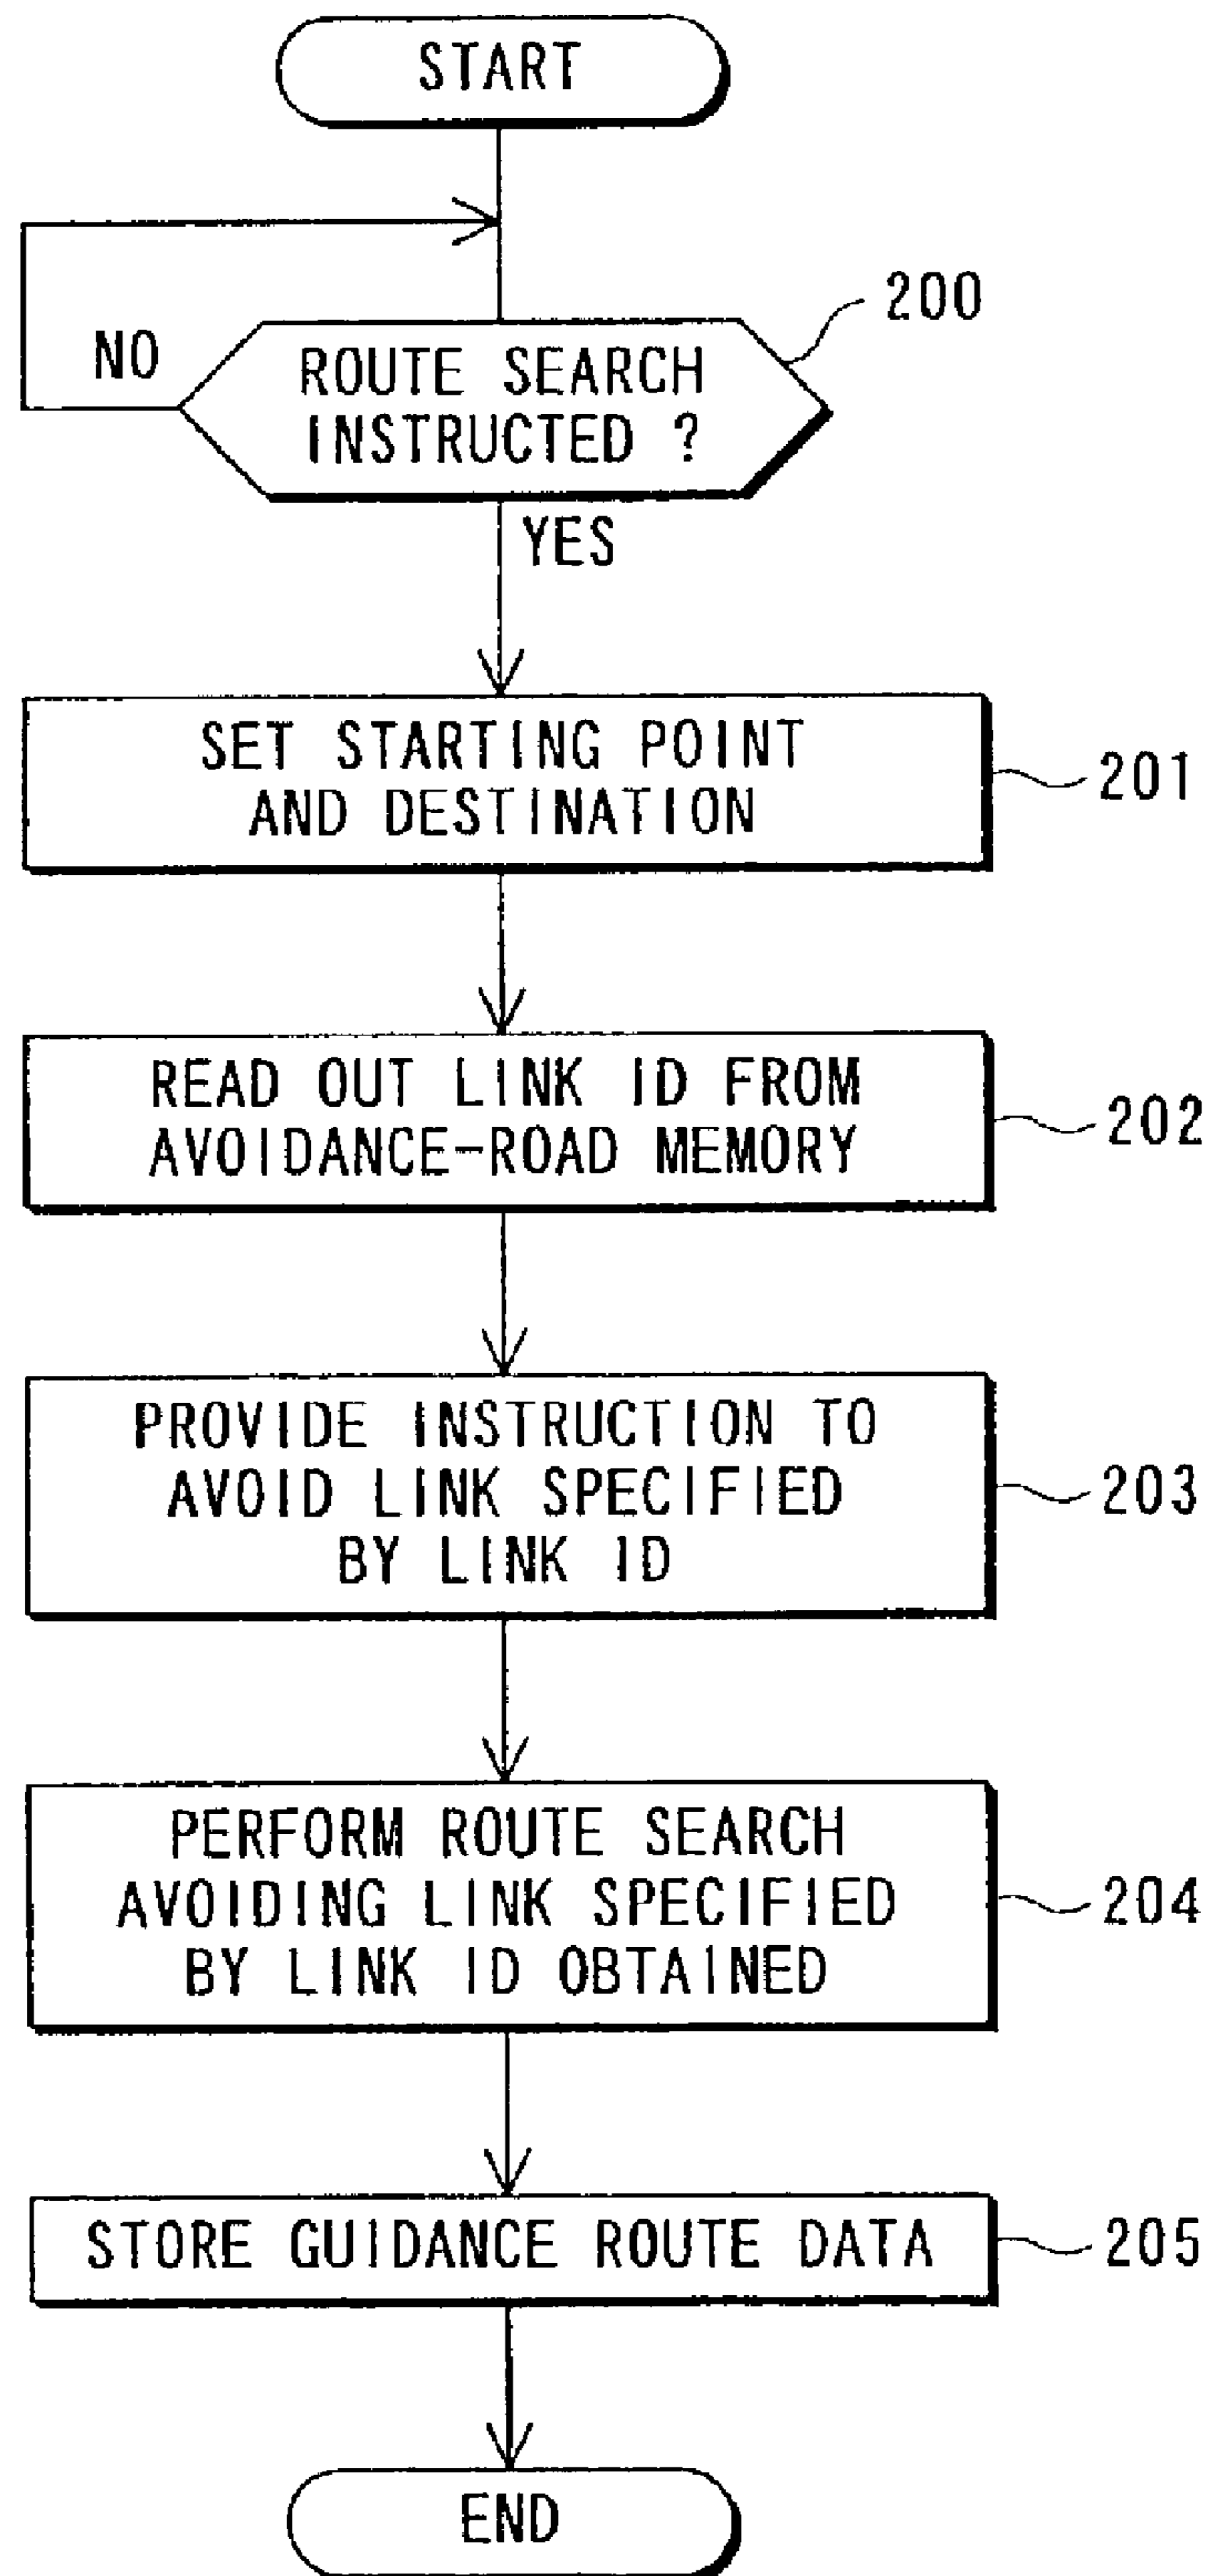 START
200
NO
ROUTE SEARCH
INSTRUCTED ?
YES
SET STARTING POINT
AND DESTINATION
201
READ OUT LINK ID FROM
AVOIDANCE-ROAD MEMORY
202
PROVIDE INSTRUCTION TO
AVOID LINK SPECIFIED
BY LINK ID
203
PERFORM ROUTE SEARCH
AVOIDING LINK SPECIFIED
BY LINK ID OBTAINED
204
STORE GUIDANCE ROUTE DATA
205
END